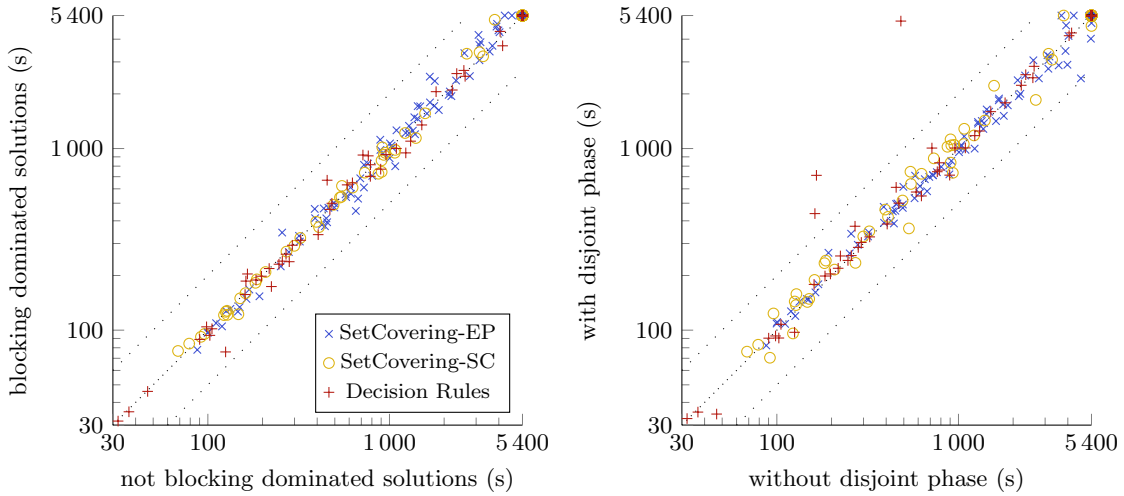 5 400
1 000
100
30
blocking dominated solutions (s)
SetCovering-EP
SetCovering-SC
Decision Rules
100
1 000
5 400
not blocking dominated solutions (s)
5 400
1 000
100
30
with disjoint phase (s)
30
100
1 000
5 400
without disjoint phase (s)